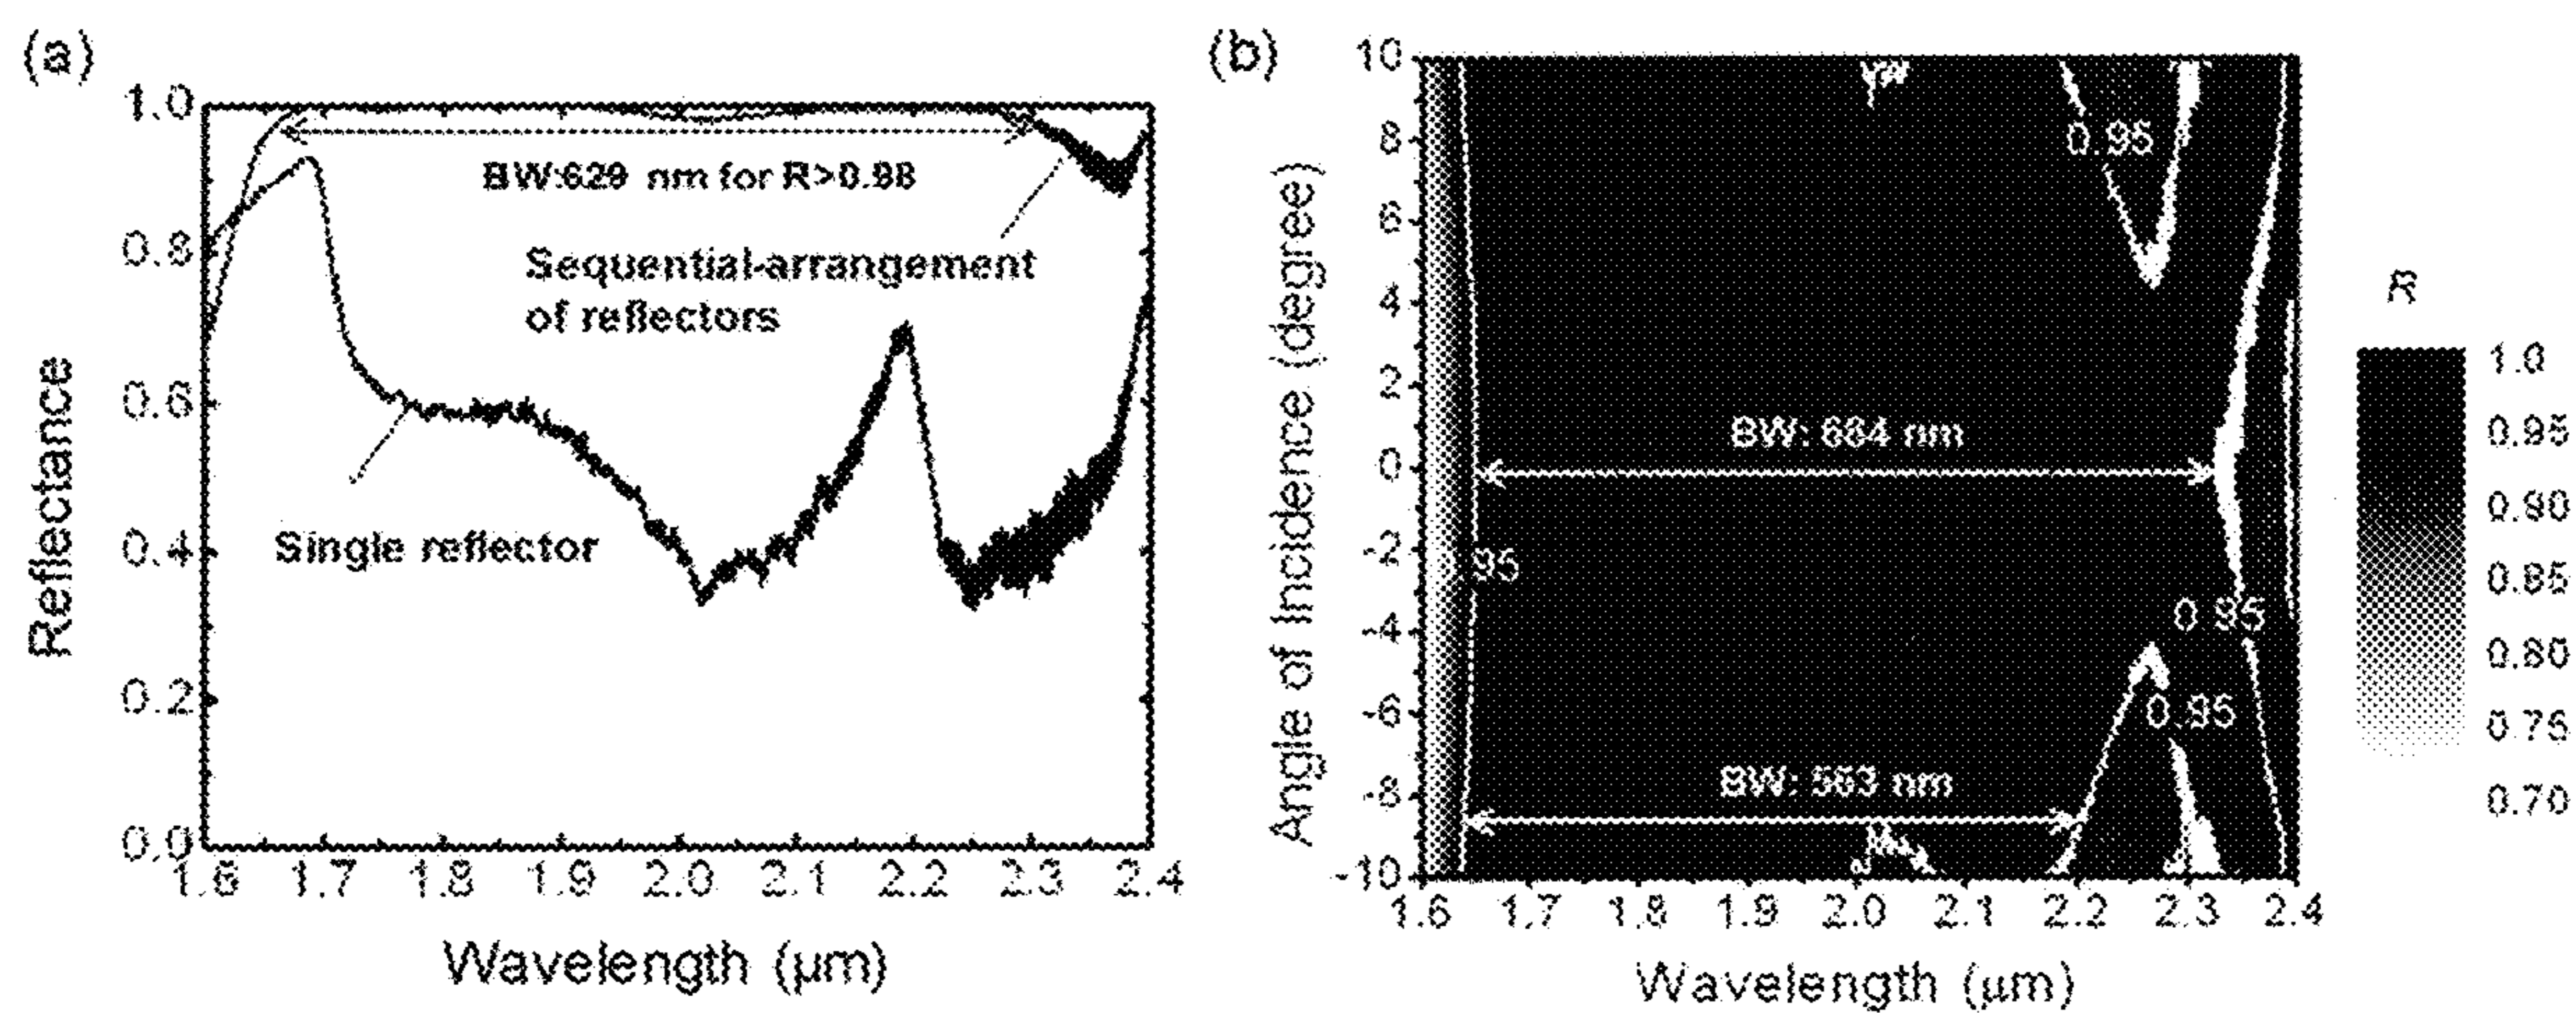 (a)
1.0
0.8
0.6
0.4
0.2
0.0
Reflectance
BW:629 nm for R>0.98
Sequential-arrangement
of reflectors
Single reflector
1.6 1.7 1.8 1.9 2.0 2.1 2.2 2.3 2.4
Wavelength (μm)
(b)
10
8
6
4
2
0
-2
-4
-6
-8
-10
Angle of Incidence (degree)
0.95
BW: 684 nm
95
0.95
0.95
BW: 563 nm
1.6 1.7 1.8 1.9 2.0 2.1 2.2 2.3 2.4
Wavelength (μm)
R
1.0
0.95
0.90
0.85
0.80
0.75
0.70